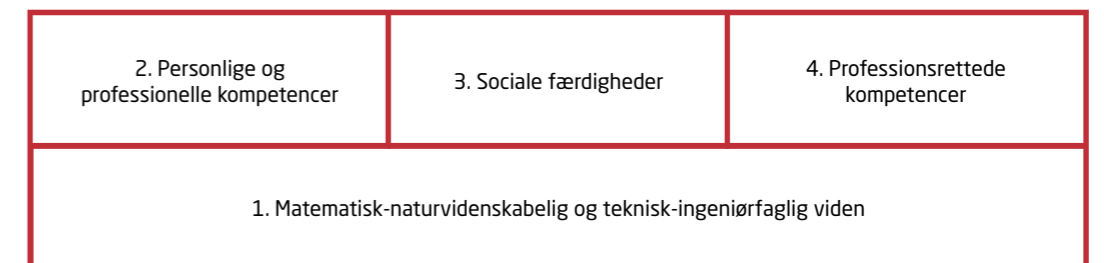 2. Personlige og
professionelle kompetencer
3. Sociale færdigheder
4. Professionsrettede
kompetencer
1. Matematisk-naturvidenskabelig og teknisk-ingeniørfaglig viden